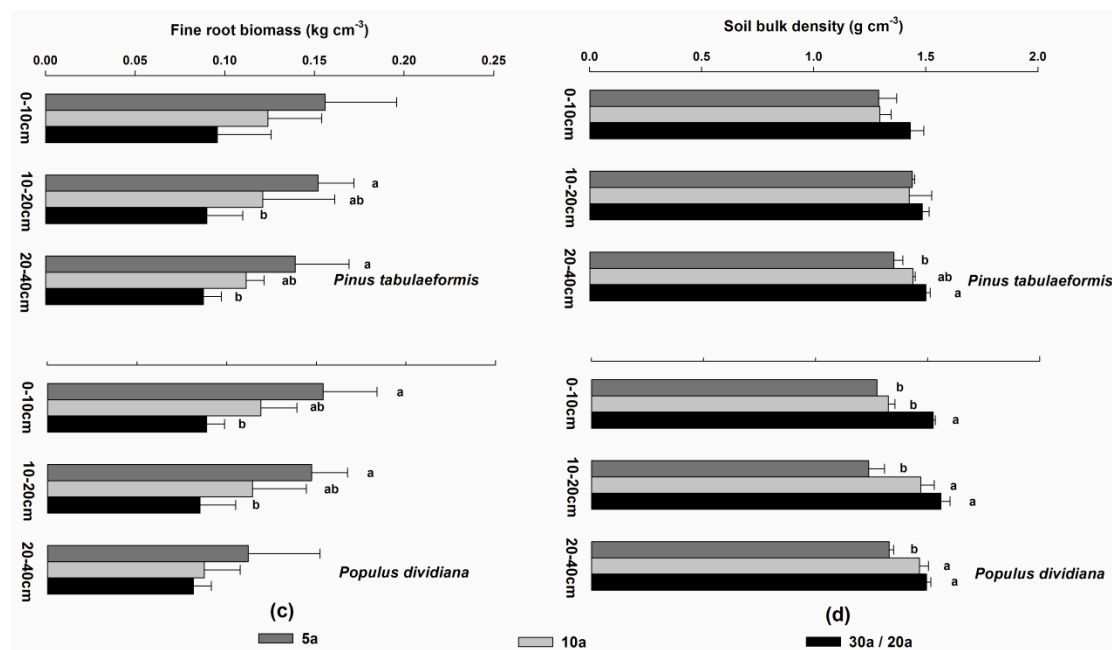 Fine root biomass (kg cm-3)
0.00 0.05 0.10 0.15 0.20 0.25
0-10cm
10-20cm
a
ab
b
20-40cm
a
ab
b
Pinus tabulaeformis
0-10cm
a
ab
b
10-20cm
a
ab
b
20-40cm
Populus dividiana
(c)
Soil bulk density (g cm-3)
0.0 0.5 1.0 1.5 2.0
0-10cm
10-20cm
20-40cm
b
ab
a
Pinus tabulaeformis
0-10cm
b
b
a
10-20cm
b
a
a
20-40cm
b
a
a
Populus dividiana
(d)
5a 10a 30a / 20a